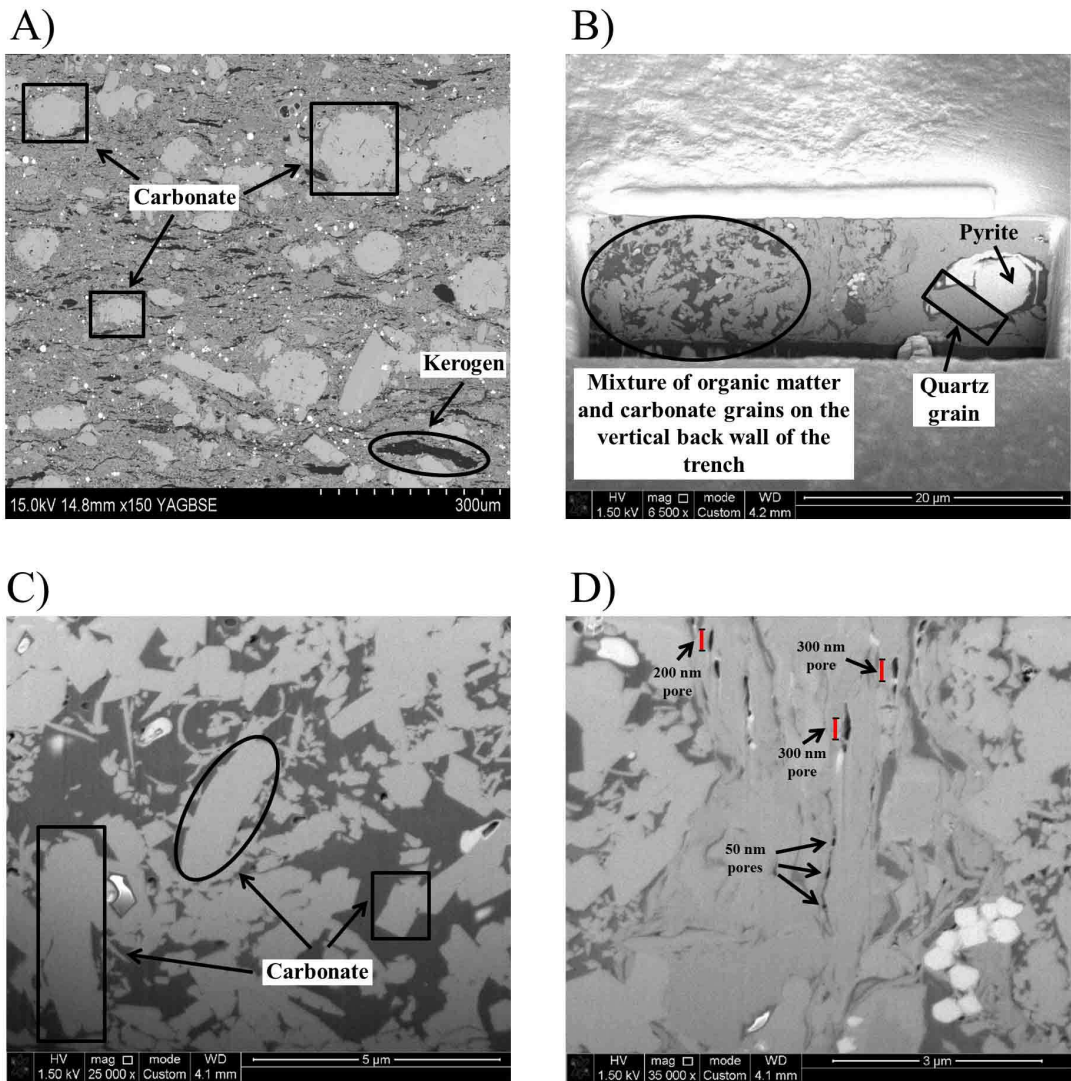 A)
Carbonate
Kerogen
15.0kV 14.8mm x150 YAGBSE
300um
B)
Pyrite
Quartz
grain
Mixture of organic matter
and carbonate grains on the
vertical back wall of the
trench
HV mag mode WD
1.50 kV 6 500 x Custom 4.2 mm
20 µm
C)
Carbonate
HV mag mode WD
1.50 kV 25 000 x Custom 4.1 mm
5 µm
D)
200 nm
pore
300 nm
pore
300 nm
pore
50 nm
pores
HV mag mode WD
1.50 kV 35 000 x Custom 4.1 mm
3 µm